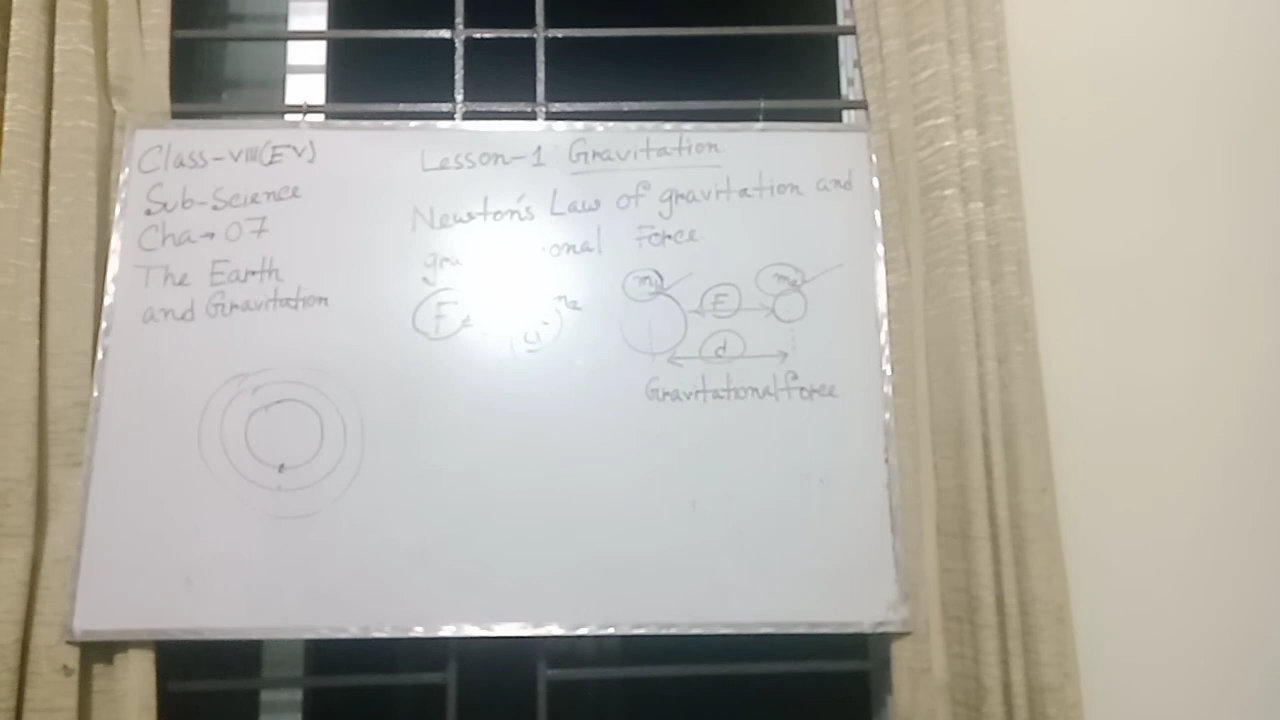 Class-VIII(EV)
Sub-Science
Cha→07
The Earth
and Gravitation
Lesson-1 Gravitation
Newton's Law of gravitation and
Force
F
m₁
F
m₂
d
Gravitational force